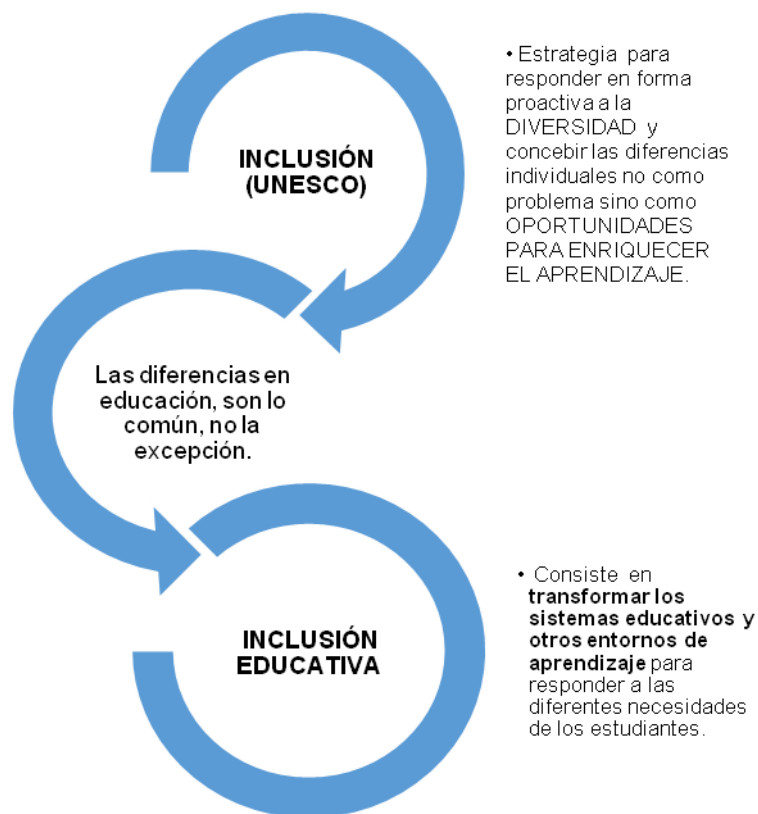 INCLUSIÓN
(UNESCO)
• Estrategia para
responder en forma
proactiva a la
DIVERSIDAD y
concebir las diferencias
individuales no como
problema sino como
OPORTUNIDADES
PARA ENRIQUECER
EL APRENDIZAJE.
Las diferencias en
educación, son lo
común, no la
excepción.
INCLUSIÓN
EDUCATIVA
• Consiste en
transformar los
sistemas educativos y
otros entornos de
aprendizaje para
responder a las
diferentes necesidades
de los estudiantes.